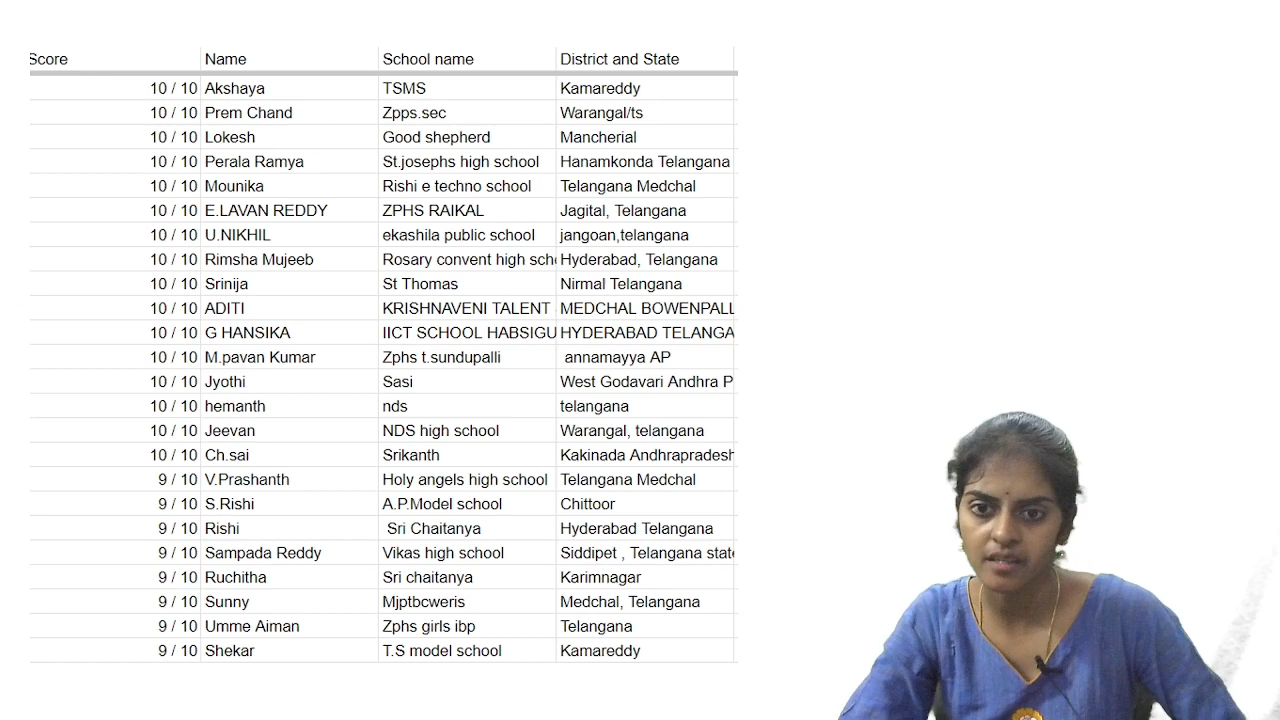 Score Name School name District and State
10 / 10 Akshaya TSMS Kamareddy
10 / 10 Prem Chand Zpps.sec Warangal/ts
10 / 10 Lokesh Good shepherd Mancherial
10 / 10 Perala Ramya St.josephs high school Hanamkonda Telangana
10 / 10 Mounika Rishi e techno school Telangana Medchal
10 / 10 E.LAVAN REDDY ZPHS RAIKAL Jagital, Telangana
10 / 10 U.NIKHIL ekashila public school jangoan,telangana
10 / 10 Rimsha Mujeeb Rosary convent high sch Hyderabad, Telangana
10 / 10 Srinija St Thomas Nirmal Telangana
10 / 10 ADITI KRISHNAVENI TALENT MEDCHAL BOWENPALL
10 / 10 G HANSIKA IICT SCHOOL HABSIGU HYDERABAD TELANGA
10 / 10 M.pavan Kumar Zphs t.sundupalli annamayya AP
10 / 10 Jyothi Sasi West Godavari Andhra P
10 / 10 hemanth nds telangana
10 / 10 Jeevan NDS high school Warangal, telangana
10 / 10 Ch.sai Srikanth Kakinada Andhrapradesh
9 / 10 V.Prashanth Holy angels high school Telangana Medchal
9 / 10 S.Rishi A.P.Model school Chittoor
9 / 10 Rishi Sri Chaitanya Hyderabad Telangana
9 / 10 Sampada Reddy Vikas high school Siddipet , Telangana state
9 / 10 Ruchitha Sri chaitanya Karimnagar
9 / 10 Sunny Mjptbcweris Medchal, Telangana
9 / 10 Umme Aiman Zphs girls ibp Telangana
9 / 10 Shekar T.S model school Kamareddy